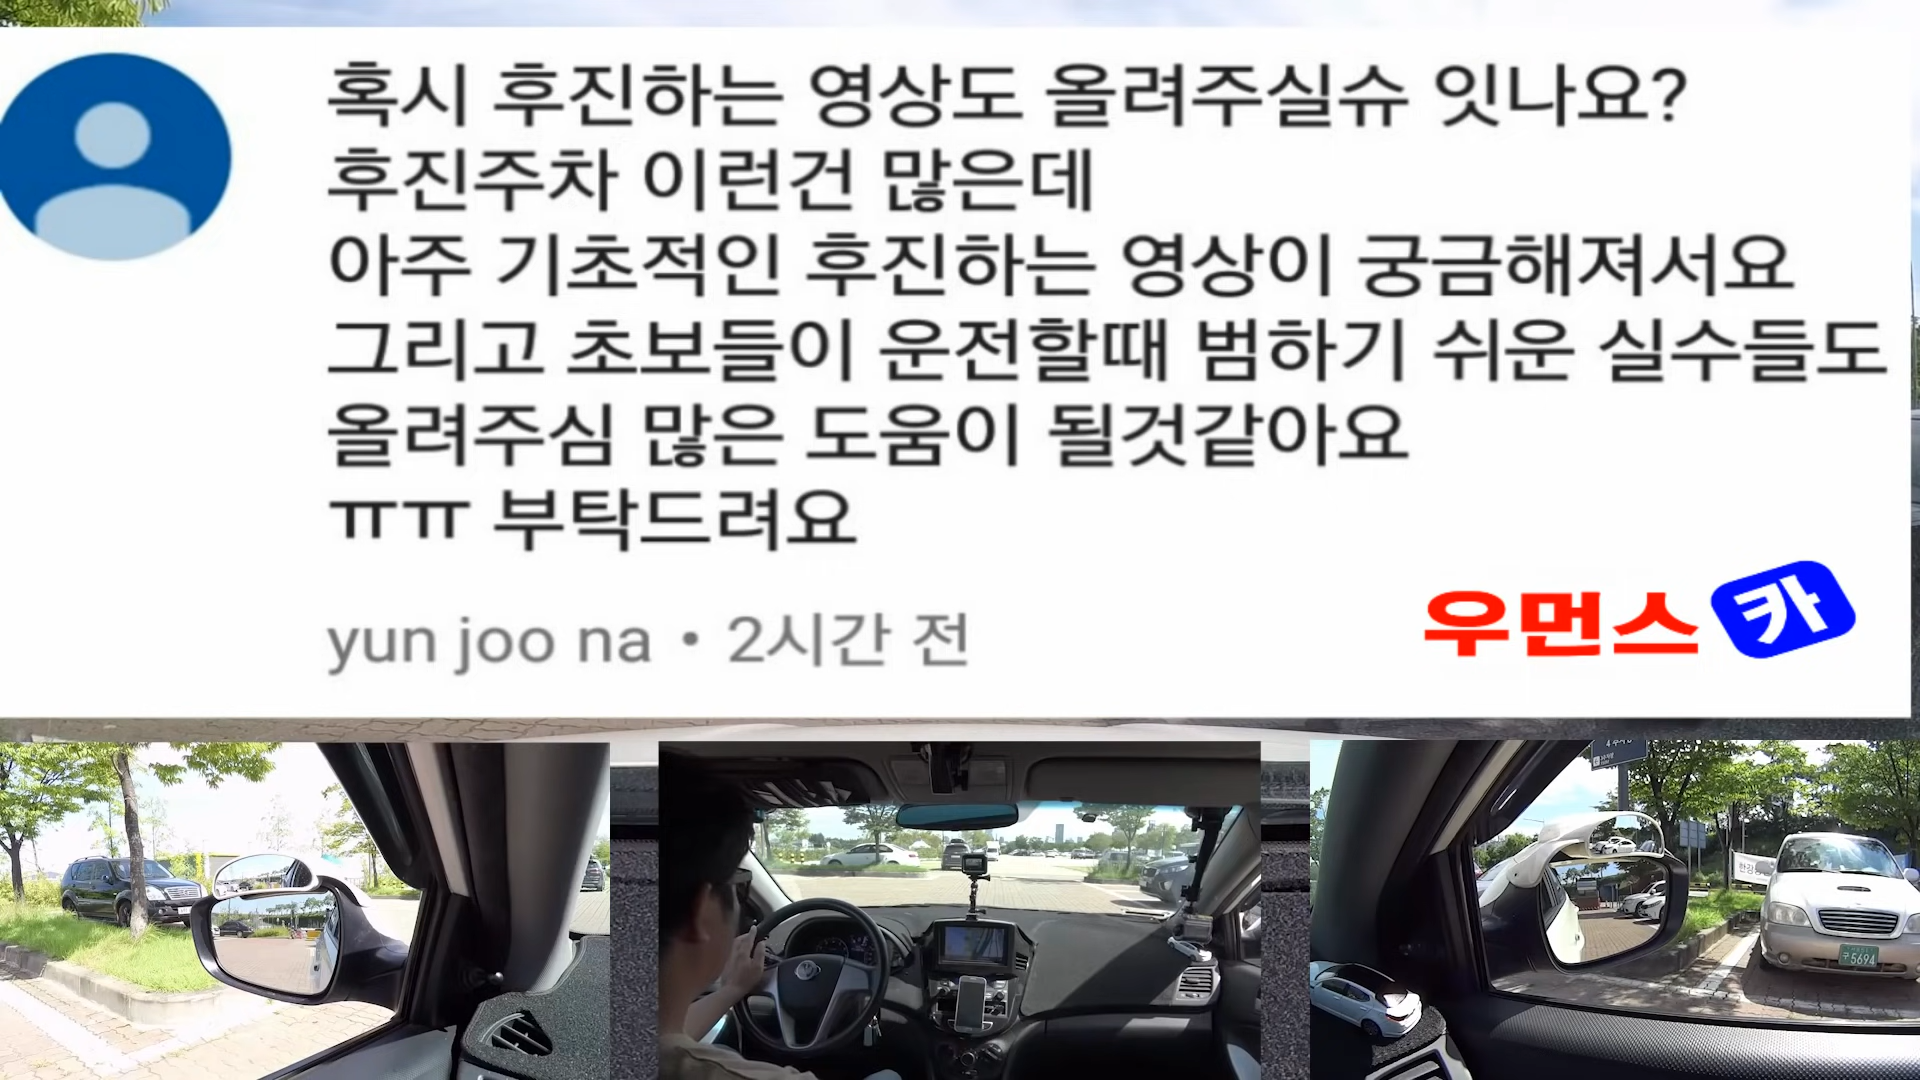 혹시 후진하는 영상도 올려주실슈 잇나요?
후진주차 이런건 많은데
아주 기초적인 후진하는 영상이 궁금해져서요
그리고 초보들이 운전할때 범하기 쉬운 실수들도
올려주심 많은 도움이 될것같아요
ㅠㅠ 부탁드려요
yun joo na • 2시간 전
우먼스카
5694